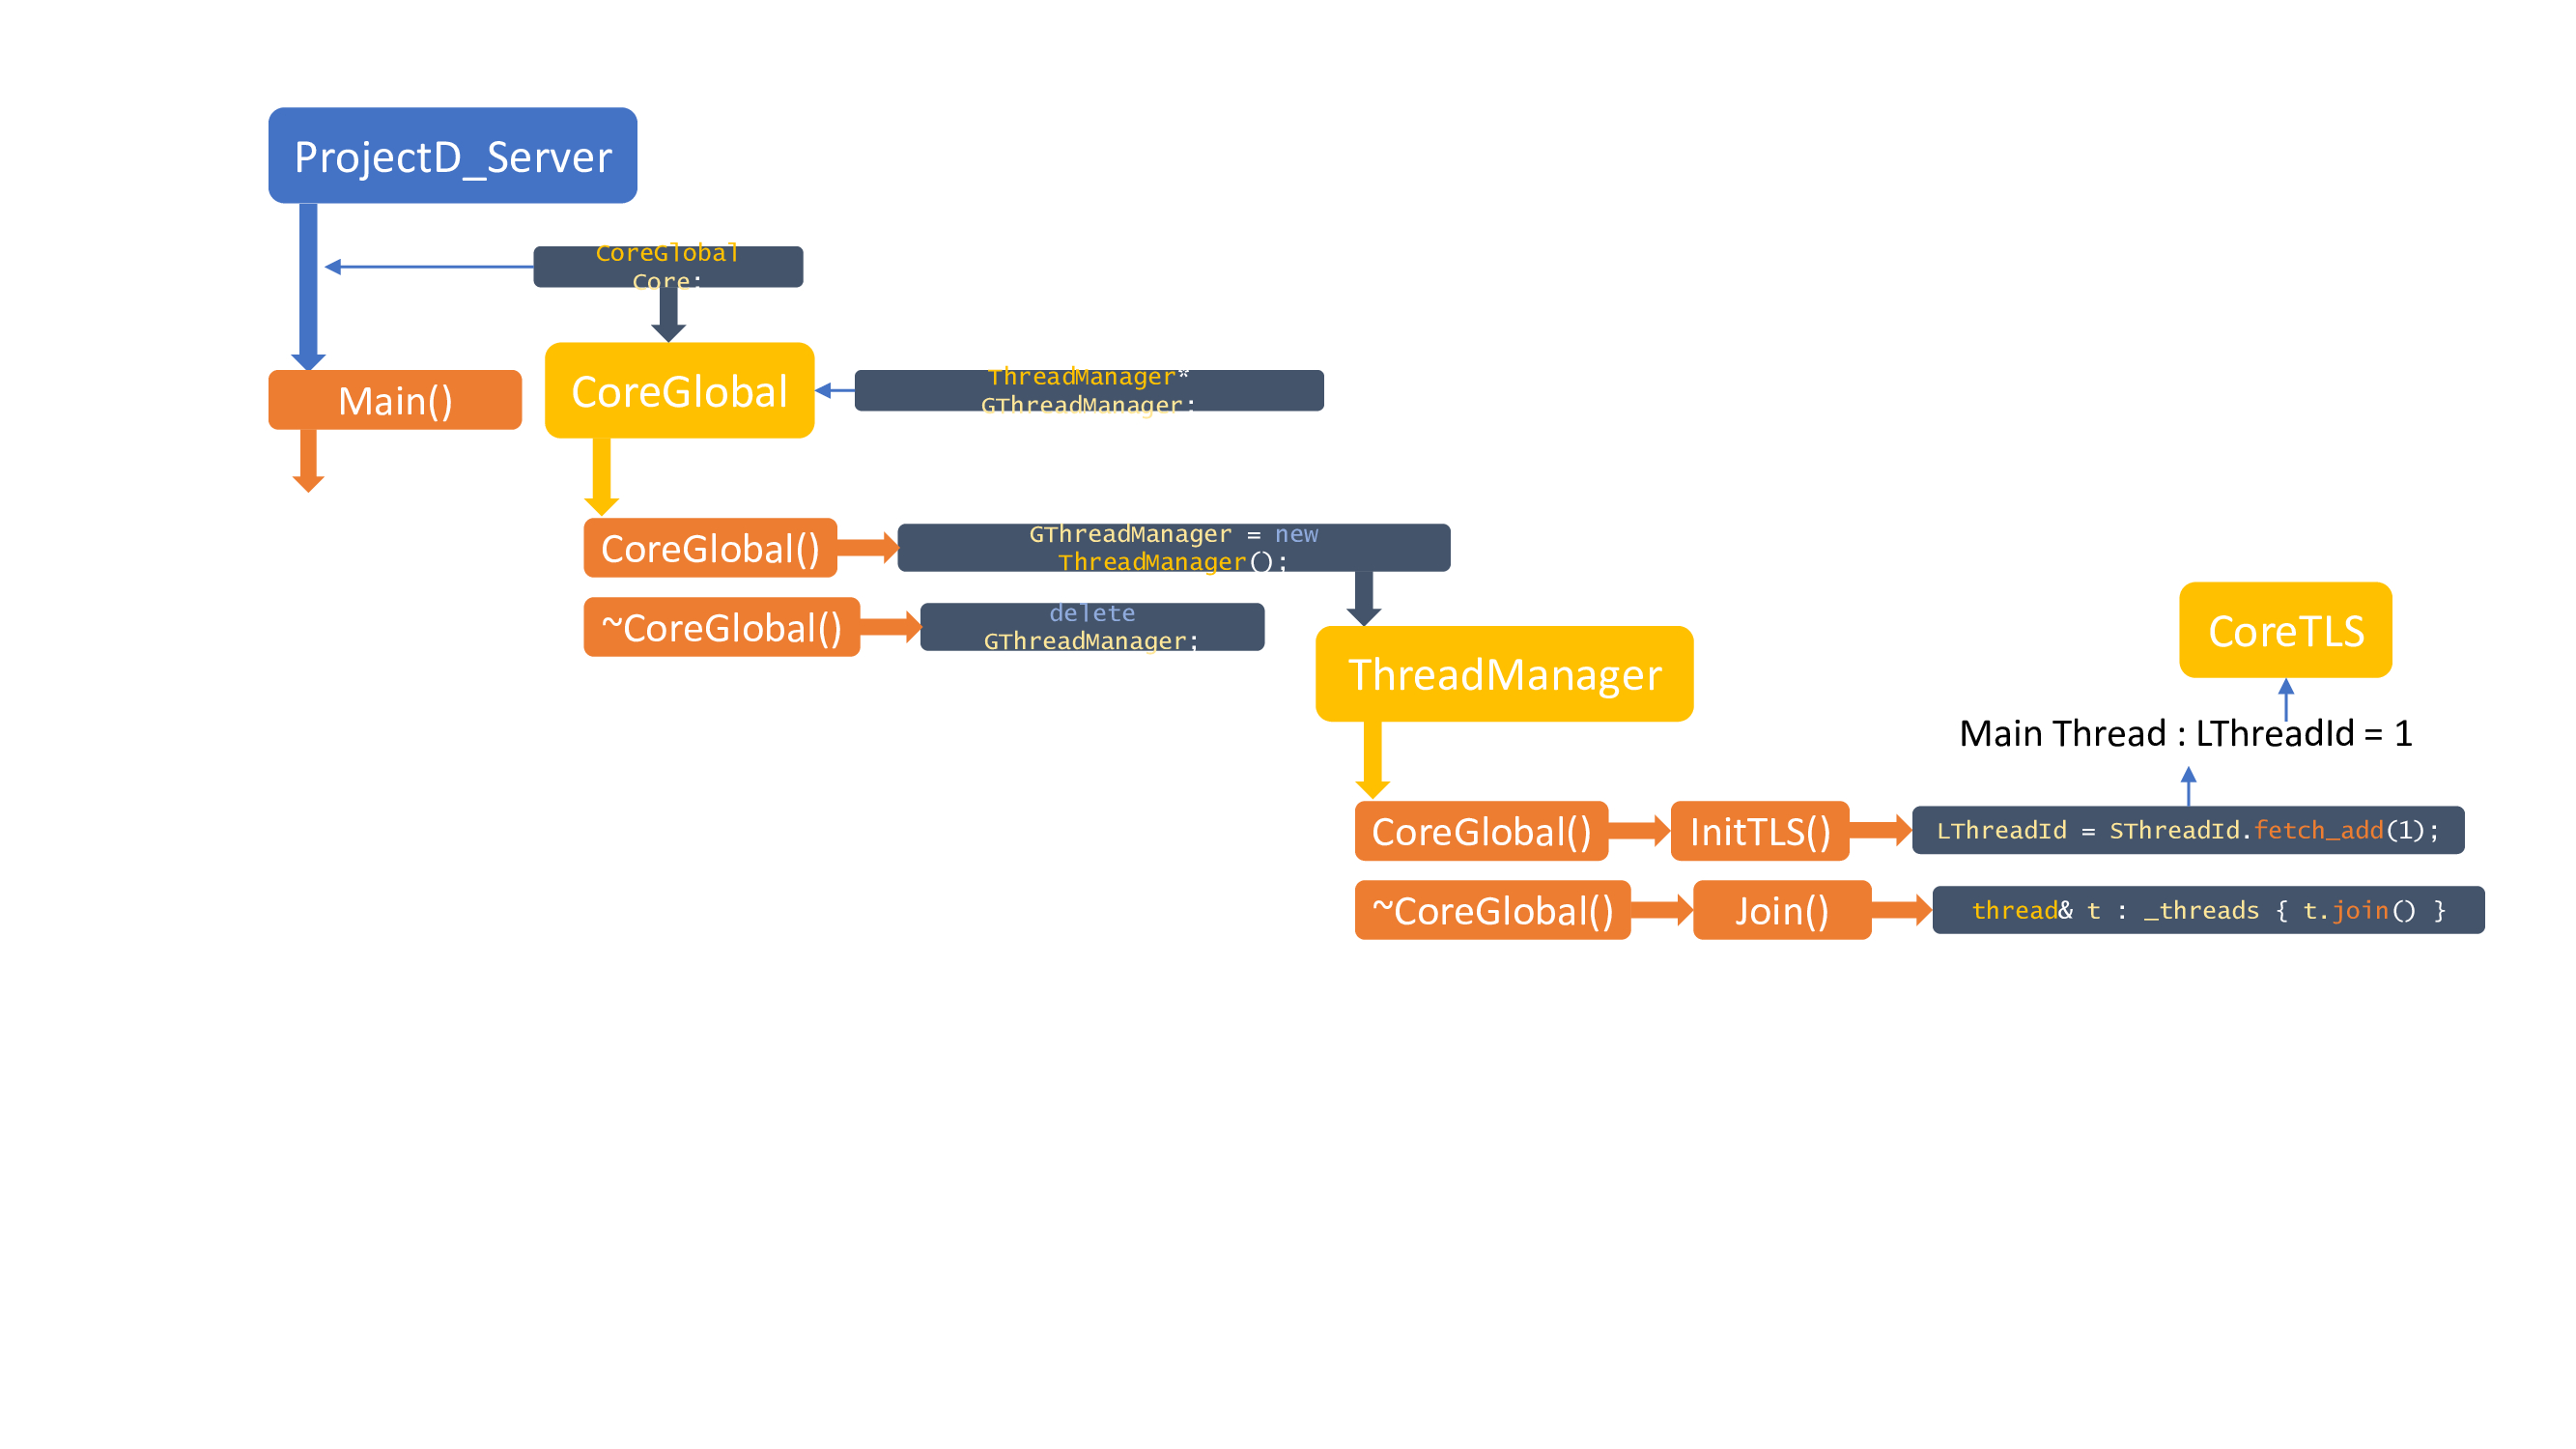 ProjectD_Server
CoreGlobal
Core;
Main()
CoreGlobal
ThreadManager*
GThreadManager;
CoreGlobal()
GThreadManager = new
ThreadManager();
~CoreGlobal()
delete
GThreadManager;
ThreadManager
CoreTLS
Main Thread : LThreadId = 1
CoreGlobal()
InitTLS()
LThreadId = SThreadId.fetch_add(1);
~CoreGlobal()
Join()
thread& t : _threads { t.join() }